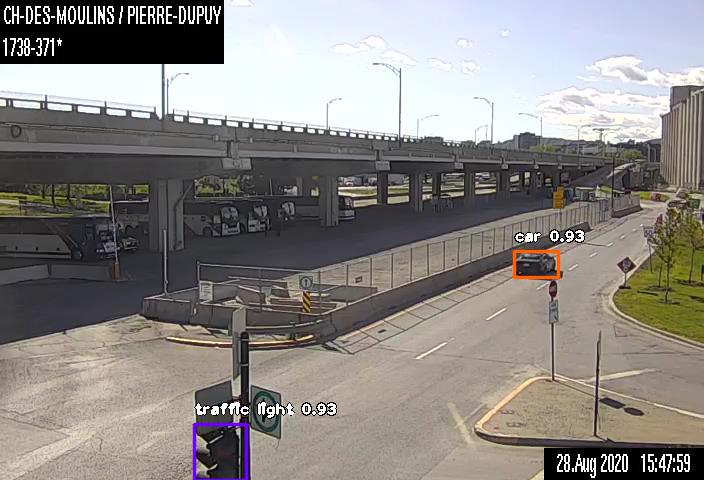 CH-DES-MOULINS / PIERRE-DUPUY
1738-371*
car 0.93
traffic light 0.93
28.Aug 2020 15:47:59